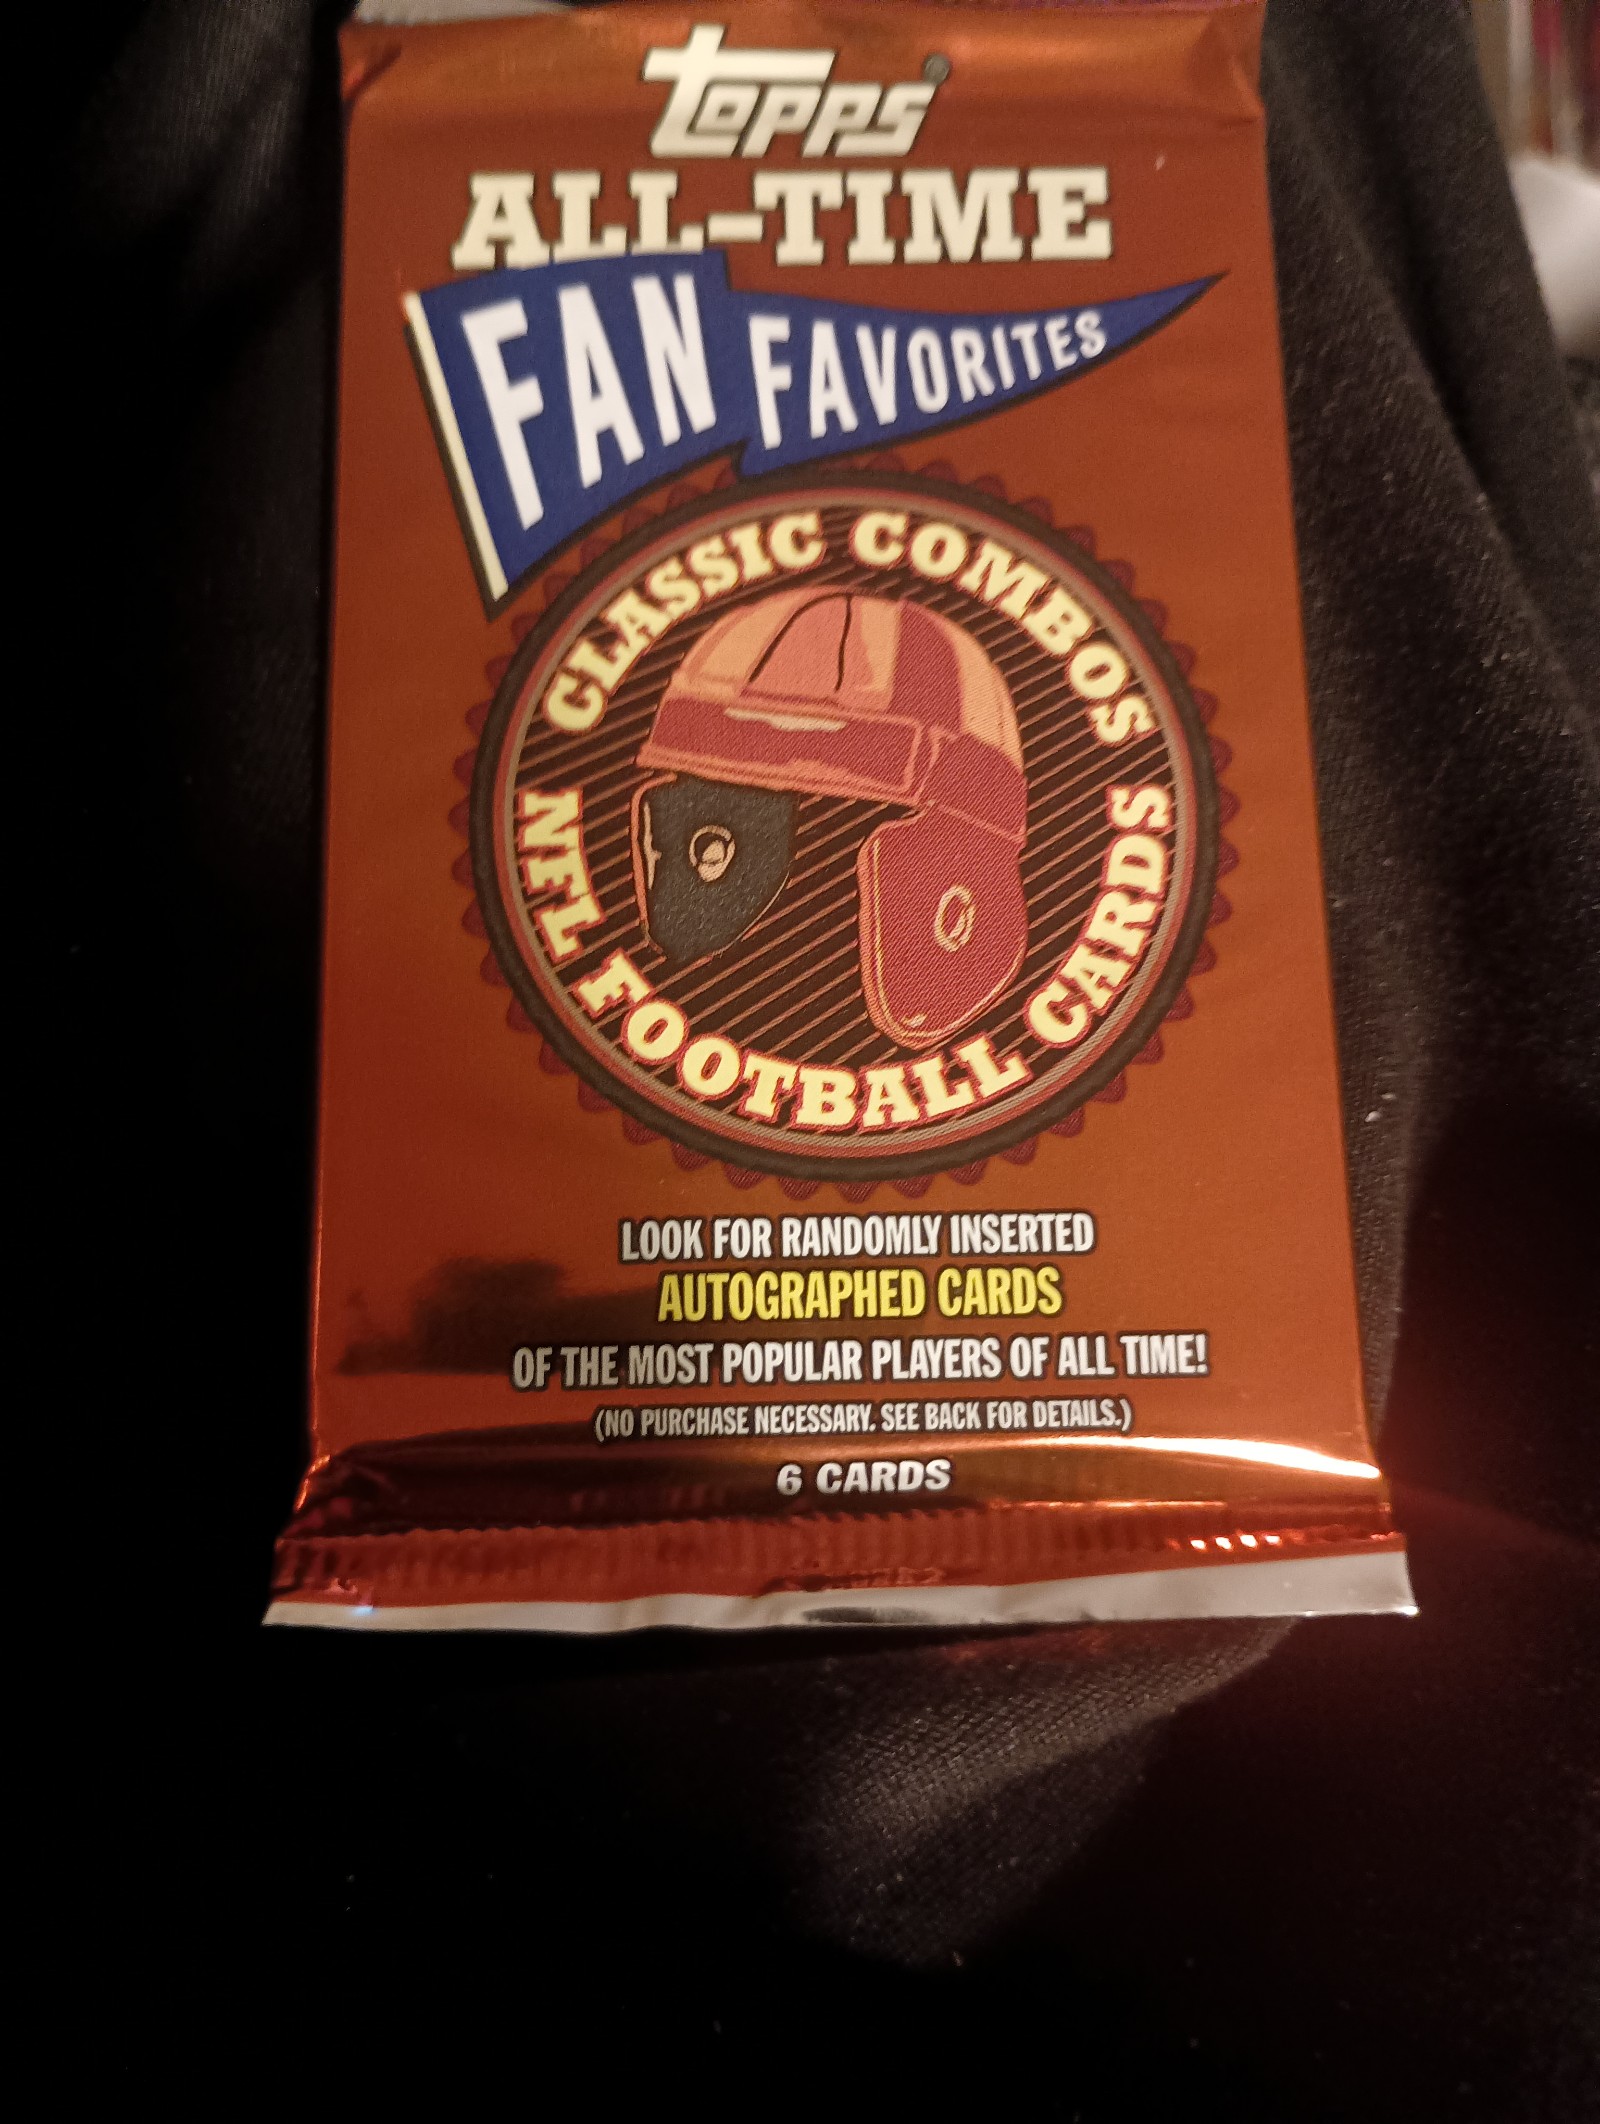 Topps®
ALL-TIME
FAN FAVORITES
CLASSIC COMBOS
NFL FOOTBALL CARDS
LOOK FOR RANDOMLY INSERTED
AUTOGRAPHED CARDS
OF THE MOST POPULAR PLAYERS OF ALL TIME!
(NO PURCHASE NECESSARY. SEE BACK FOR DETAILS.)
6 CARDS